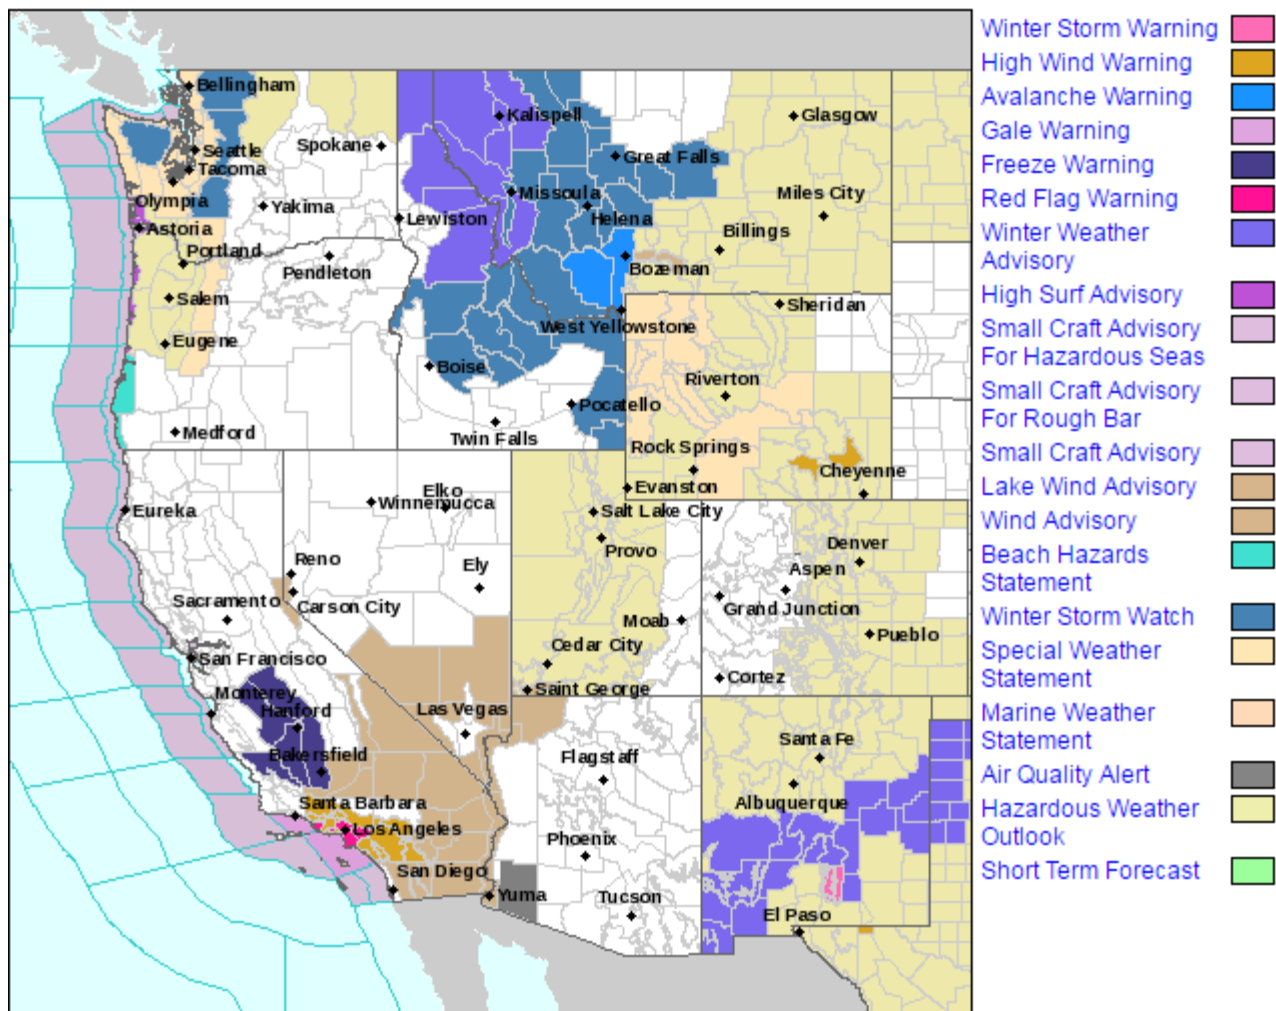 Bellingham
Seattle
Tacoma
Olympia
Astoria
Portland
Salem
Eugene
Medford
Spokane
Yakima
Pendleton
Lewiston
Kalispell
Great Falls
Missoula
Helena
Glasgow
Miles City
Billings
Bozeman
West Yellowstone
Sheridan
Boise
Pocatello
Twin Falls
Riverton
Rock Springs
Cheyenne
Evanston
Eureka
Elko
Winnemucca
Reno
Ely
Sacramento
Carson City
San Francisco
Monterey
Hanford
Bakersfield
Las Vegas
Santa Barbara
Los Angeles
San Diego
Salt Lake City
Provo
Moab
Cedar City
Saint George
Denver
Aspen
Grand Junction
Pueblo
Cortez
Flagstaff
Phoenix
Yuma
Tucson
Santa Fe
Albuquerque
El Paso
Winter Storm Warning
High Wind Warning
Avalanche Warning
Gale Warning
Freeze Warning
Red Flag Warning
Winter Weather
Advisory
High Surf Advisory
Small Craft Advisory
For Hazardous Seas
Small Craft Advisory
For Rough Bar
Small Craft Advisory
Lake Wind Advisory
Wind Advisory
Beach Hazards
Statement
Winter Storm Watch
Special Weather
Statement
Marine Weather
Statement
Air Quality Alert
Hazardous Weather
Outlook
Short Term Forecast